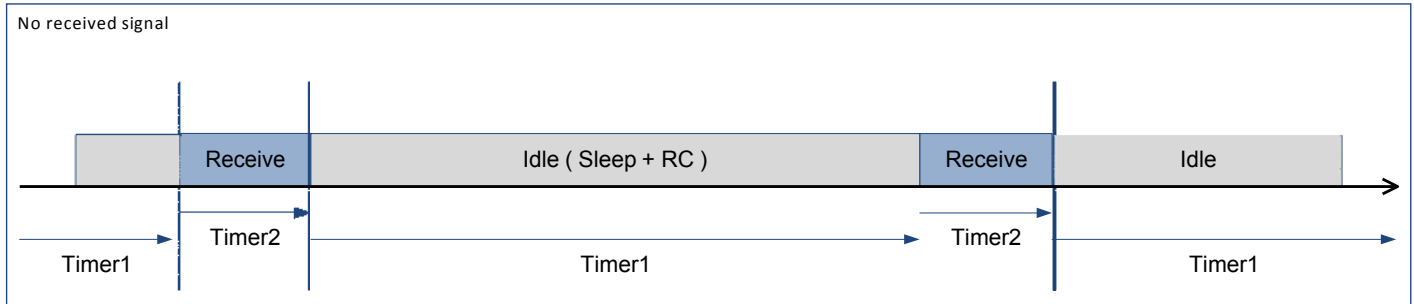 No received signal
Receive
Idle ( Sleep + RC )
Receive
Idle
Timer2
Timer2
Timer1
Timer1
Timer1